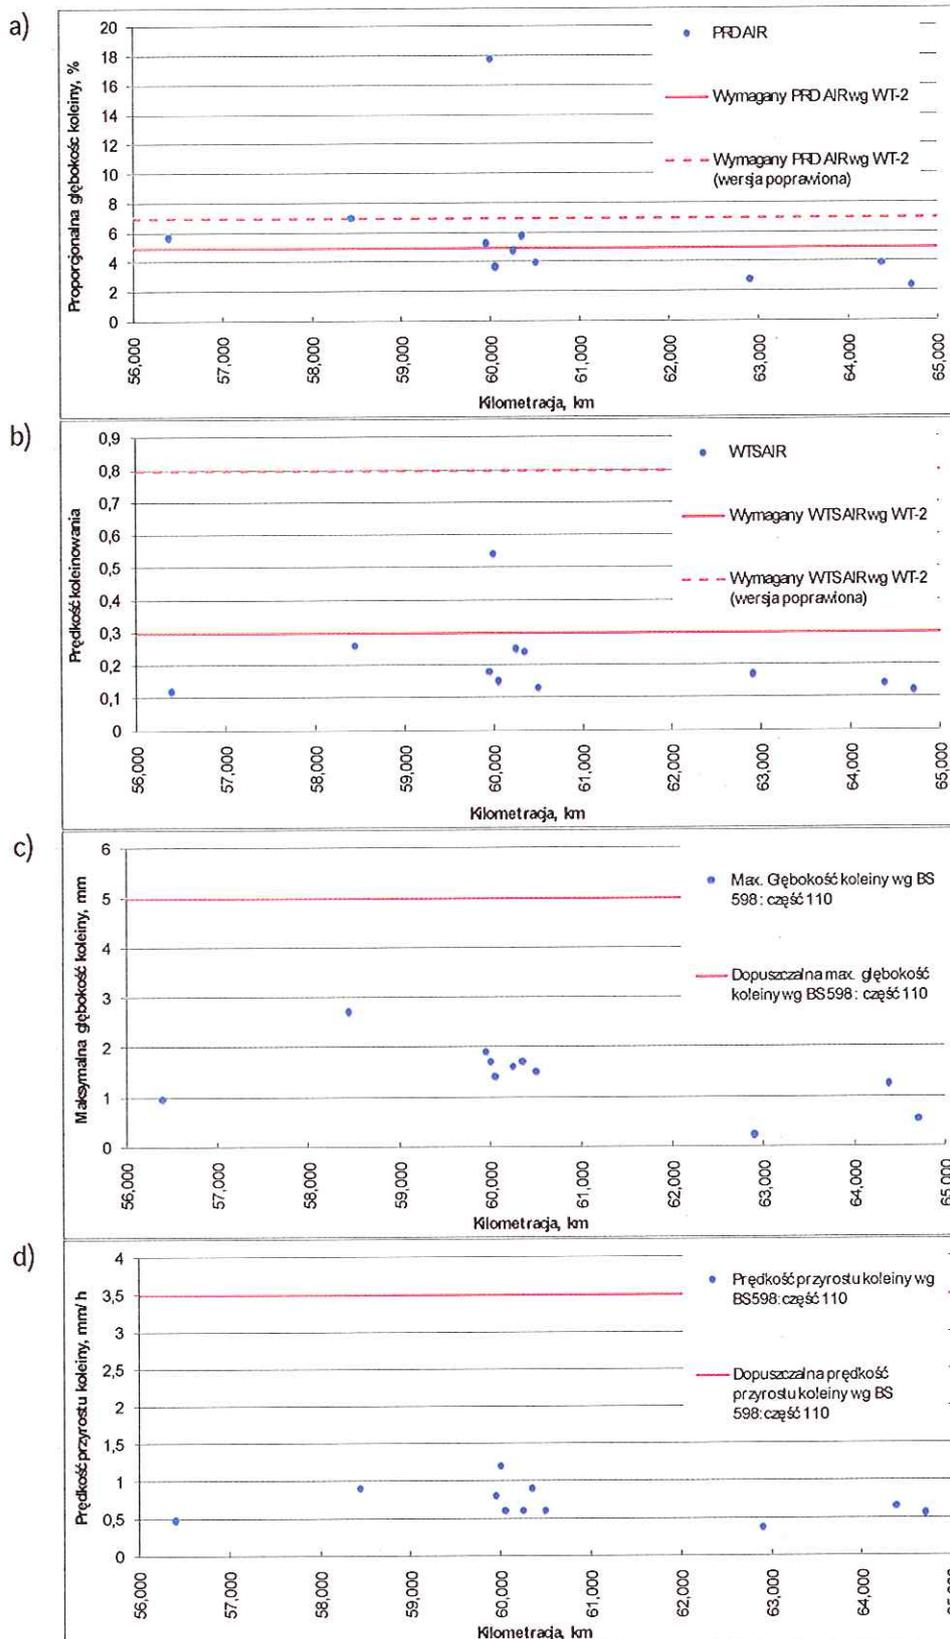 a)
Proporcjonalna głębokość koleiny, %
20
18
16
14
12
10
8
6
4
2
0
PRDAIR
Wymagany PRD AIR wg WT-2
Wymagany PRD AIR wg WT-2
(wersja poprawiona)
56,000
57,000
58,000
59,000
60,000
61,000
62,000
63,000
64,000
65,000
Kilometracja, km
b)
Prędkość koleinowania
0,9
0,8
0,7
0,6
0,5
0,4
0,3
0,2
0,1
0
WTSAIR
Wymagany WTSAIR wg WT-2
Wymagany WTSAIR wg WT-2
(wersja poprawiona)
56,000
57,000
58,000
59,000
60,000
61,000
62,000
63,000
64,000
65,000
Kilometracja, km
c)
Maksymalna głębokość koleiny, mm
6
5
4
3
2
1
0
Max. Głębokość koleiny wg BS
598: część 110
Dopuszczalna max. głębokość
koleiny wg BS 598: część 110
56,000
57,000
58,000
59,000
60,000
61,000
62,000
63,000
64,000
65,000
Kilometracja, km
d)
Prędkość przyrostu koleiny, mm/h
4
3,5
3
2,5
2
1,5
1
0,5
0
Prędkość przyrostu koleiny wg
BS598: część 110
Dopuszczalna prędkość
przyrostu koleiny wg BS
598: część 110
56,000
57,000
58,000
59,000
60,000
61,000
62,000
63,000
64,000
65,000
Kilometracja, km